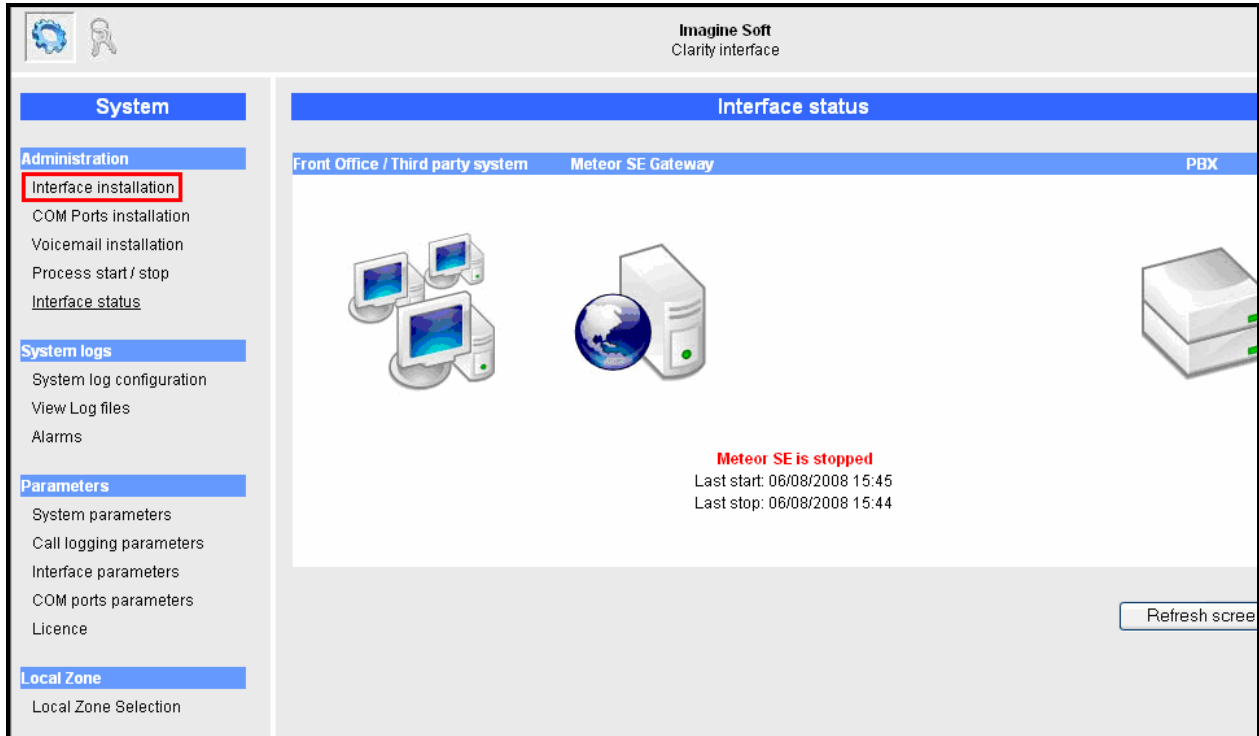 Imagine Soft
Clarity interface
System
Administration
Interface installation
COM Ports installation
Voicemail installation
Process start / stop
Interface status
System logs
System log configuration
View Log files
Alarms
Parameters
System parameters
Call logging parameters
Interface parameters
COM ports parameters
Licence
Local Zone
Local Zone Selection
Interface status
Front Office / Third party system Meteor SE Gateway PBX
Meteor SE is stopped
Last start: 06/08/2008 15:45
Last stop: 06/08/2008 15:44
Refresh scree